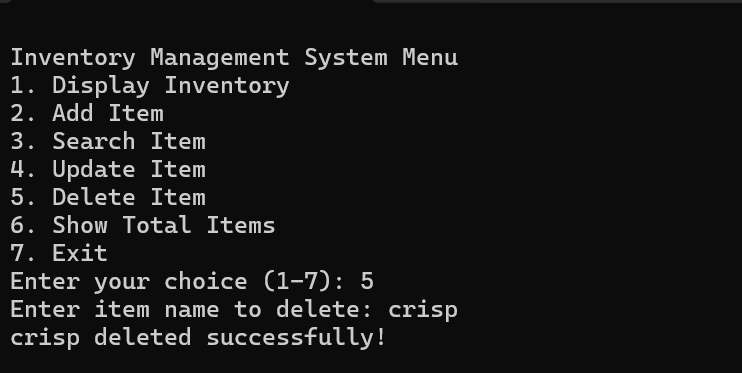 Inventory Management System Menu
1. Display Inventory
2. Add Item
3. Search Item
4. Update Item
5. Delete Item
6. Show Total Items
7. Exit
Enter your choice (1-7): 5
Enter item name to delete: crisp
crisp deleted successfully!